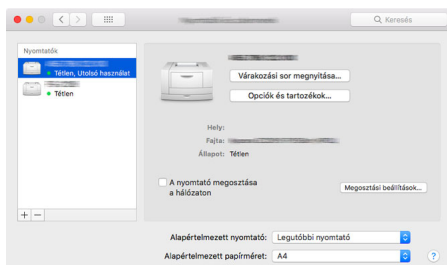 Keresés
Nyomtatók
Tétlen, Utolsó használat
Tétlen
Várakozási sor megnyitása...
Opciók és tartozékok...
Hely:
Fajta:
Állapot: Tétlen
A nyomtató megosztása
a hálózaton
Megosztási beállítások...
+ −
Alapértelmezett nyomtató: Legutóbbi nyomtató
Alapértelmezett papírméret: A4
?